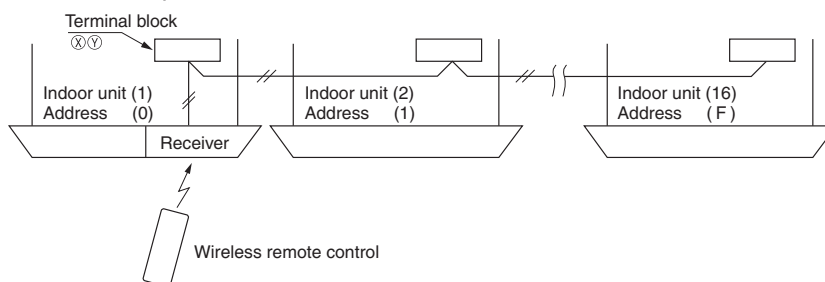 Terminal block
ⓍⓎ
Indoor unit (1)
Address (0)
Indoor unit (2)
Address (1)
Indoor unit (16)
Address ( F )
Receiver
Wireless remote control